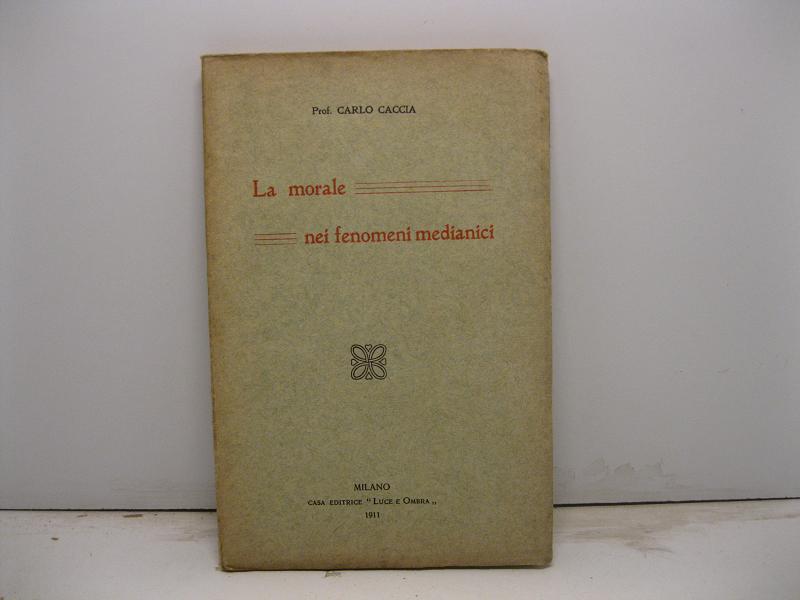 Prof. CARLO CACCIA
La morale
nei fenomeni medianici
MILANO
CASA EDITRICE “ LUCE E OMBRA „
1911